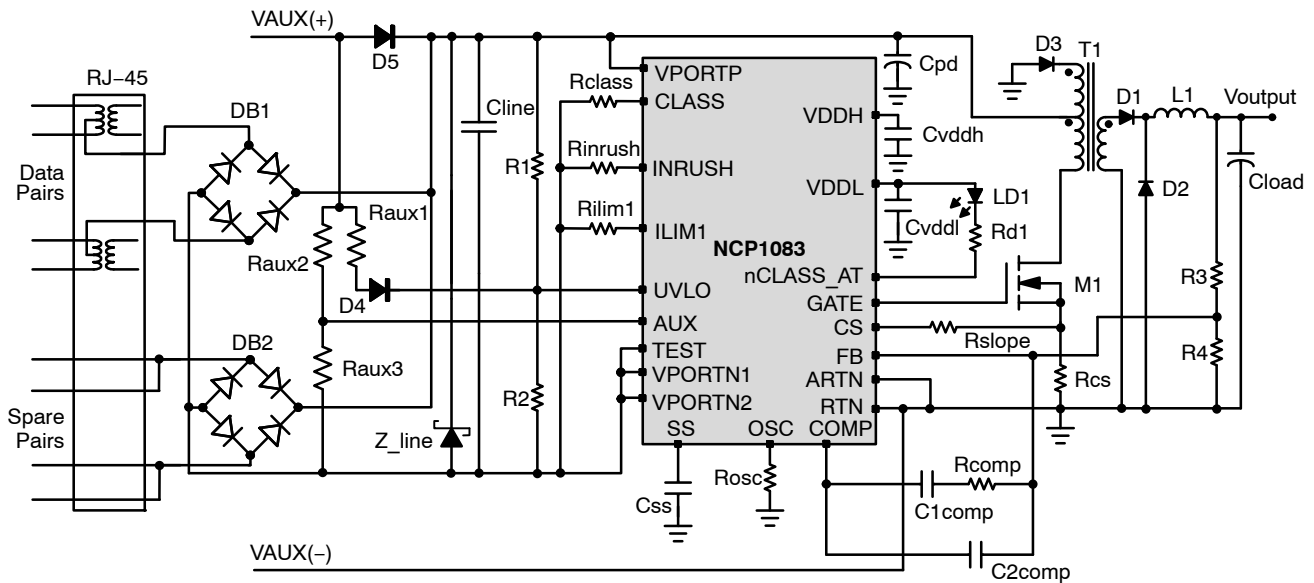 VAUX(+)
D5
RJ−45
DB1
Data
Pairs
Cline
Rclass
VPORTP
CLASS
Cpd
D3
T1
D1
L1
Voutput
VDDH
Cvddh
R1
Rinrush
INRUSH
VDDL
LD1
D2
Cload
Raux1
Rilim1
ILIM1
Cvddl
Rd1
NCP1083
Raux2
nCLASS_AT
R3
D4
UVLO
GATE
M1
AUX
CS
Rslope
DB2
TEST
FB
R4
Raux3
VPORTN1
ARTN
Rcs
R2
VPORTN2
RTN
Spare
Pairs
Z_line
SS
OSC
COMP
Rosc
Rcomp
Css
C1comp
VAUX(−)
C2comp